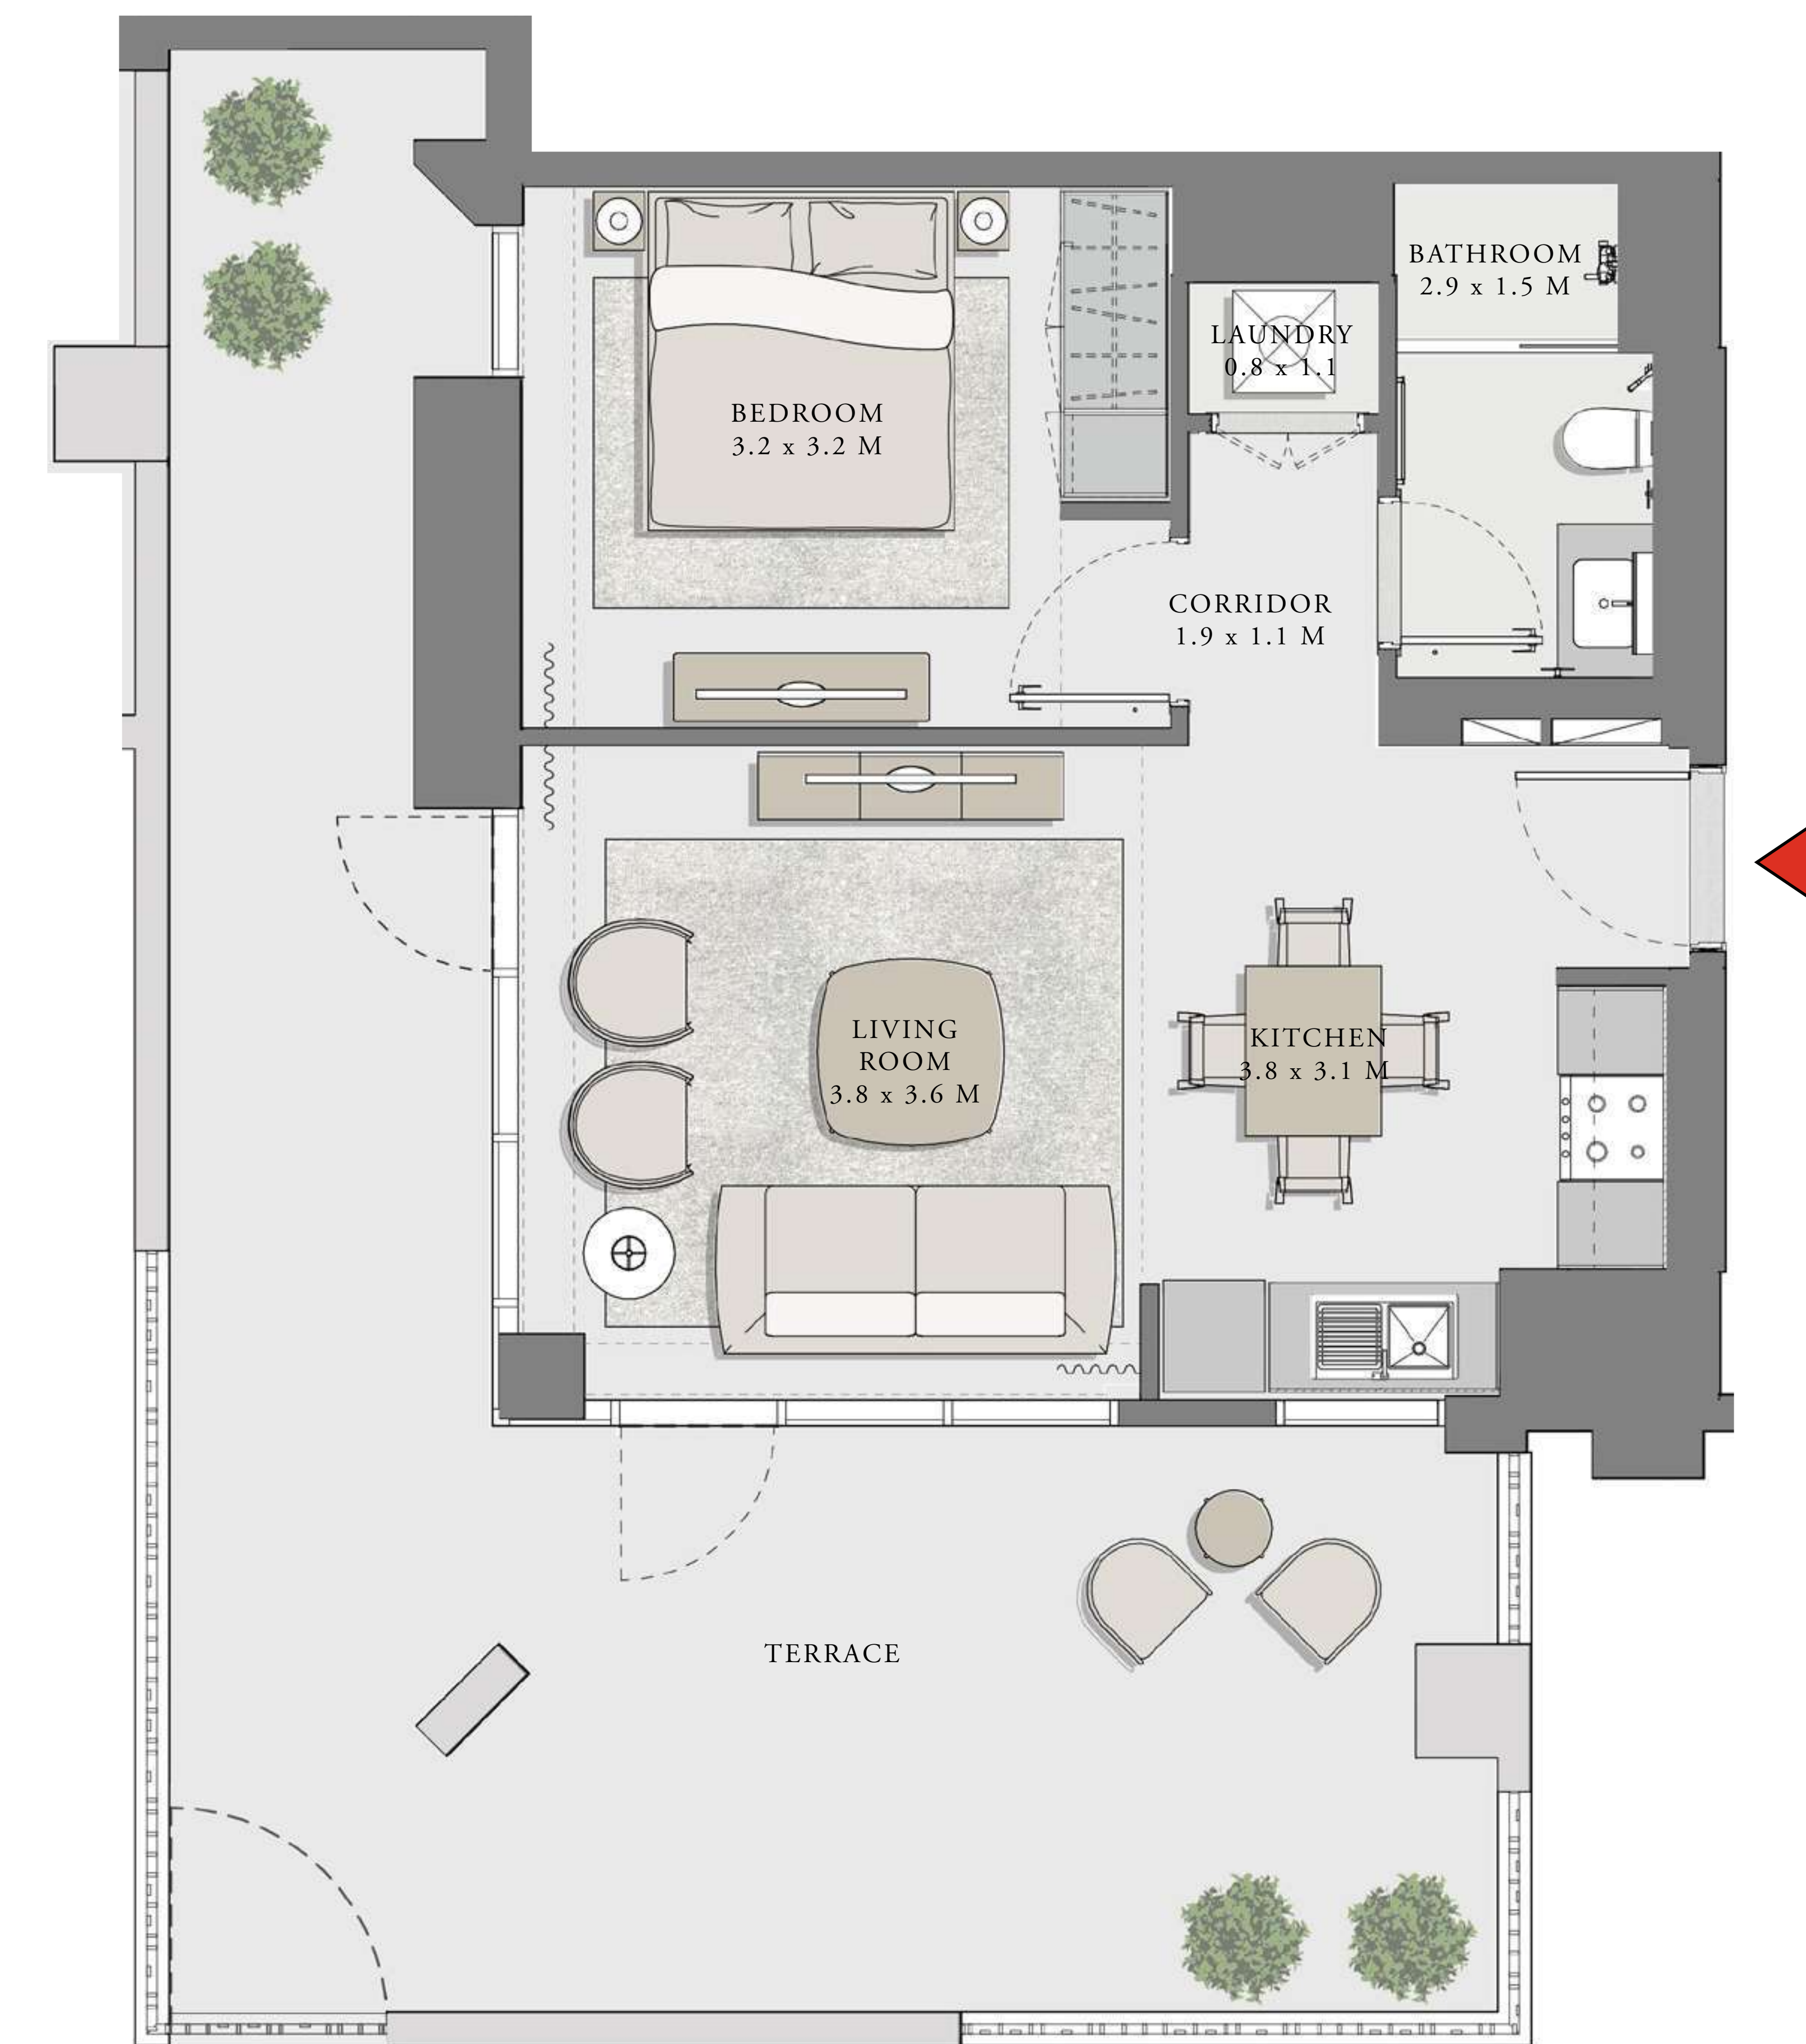 BATHROOM
2.9 x 1.5 M
LAUNDRY
0.8 x 1.1
BEDROOM
3.2 x 3.2 M
CORRIDOR
1.9 x 1.1 M
LIVING
ROOM
3.8 x 3.6 M
KITCHEN
3.8 x 3.1 M
TERRACE